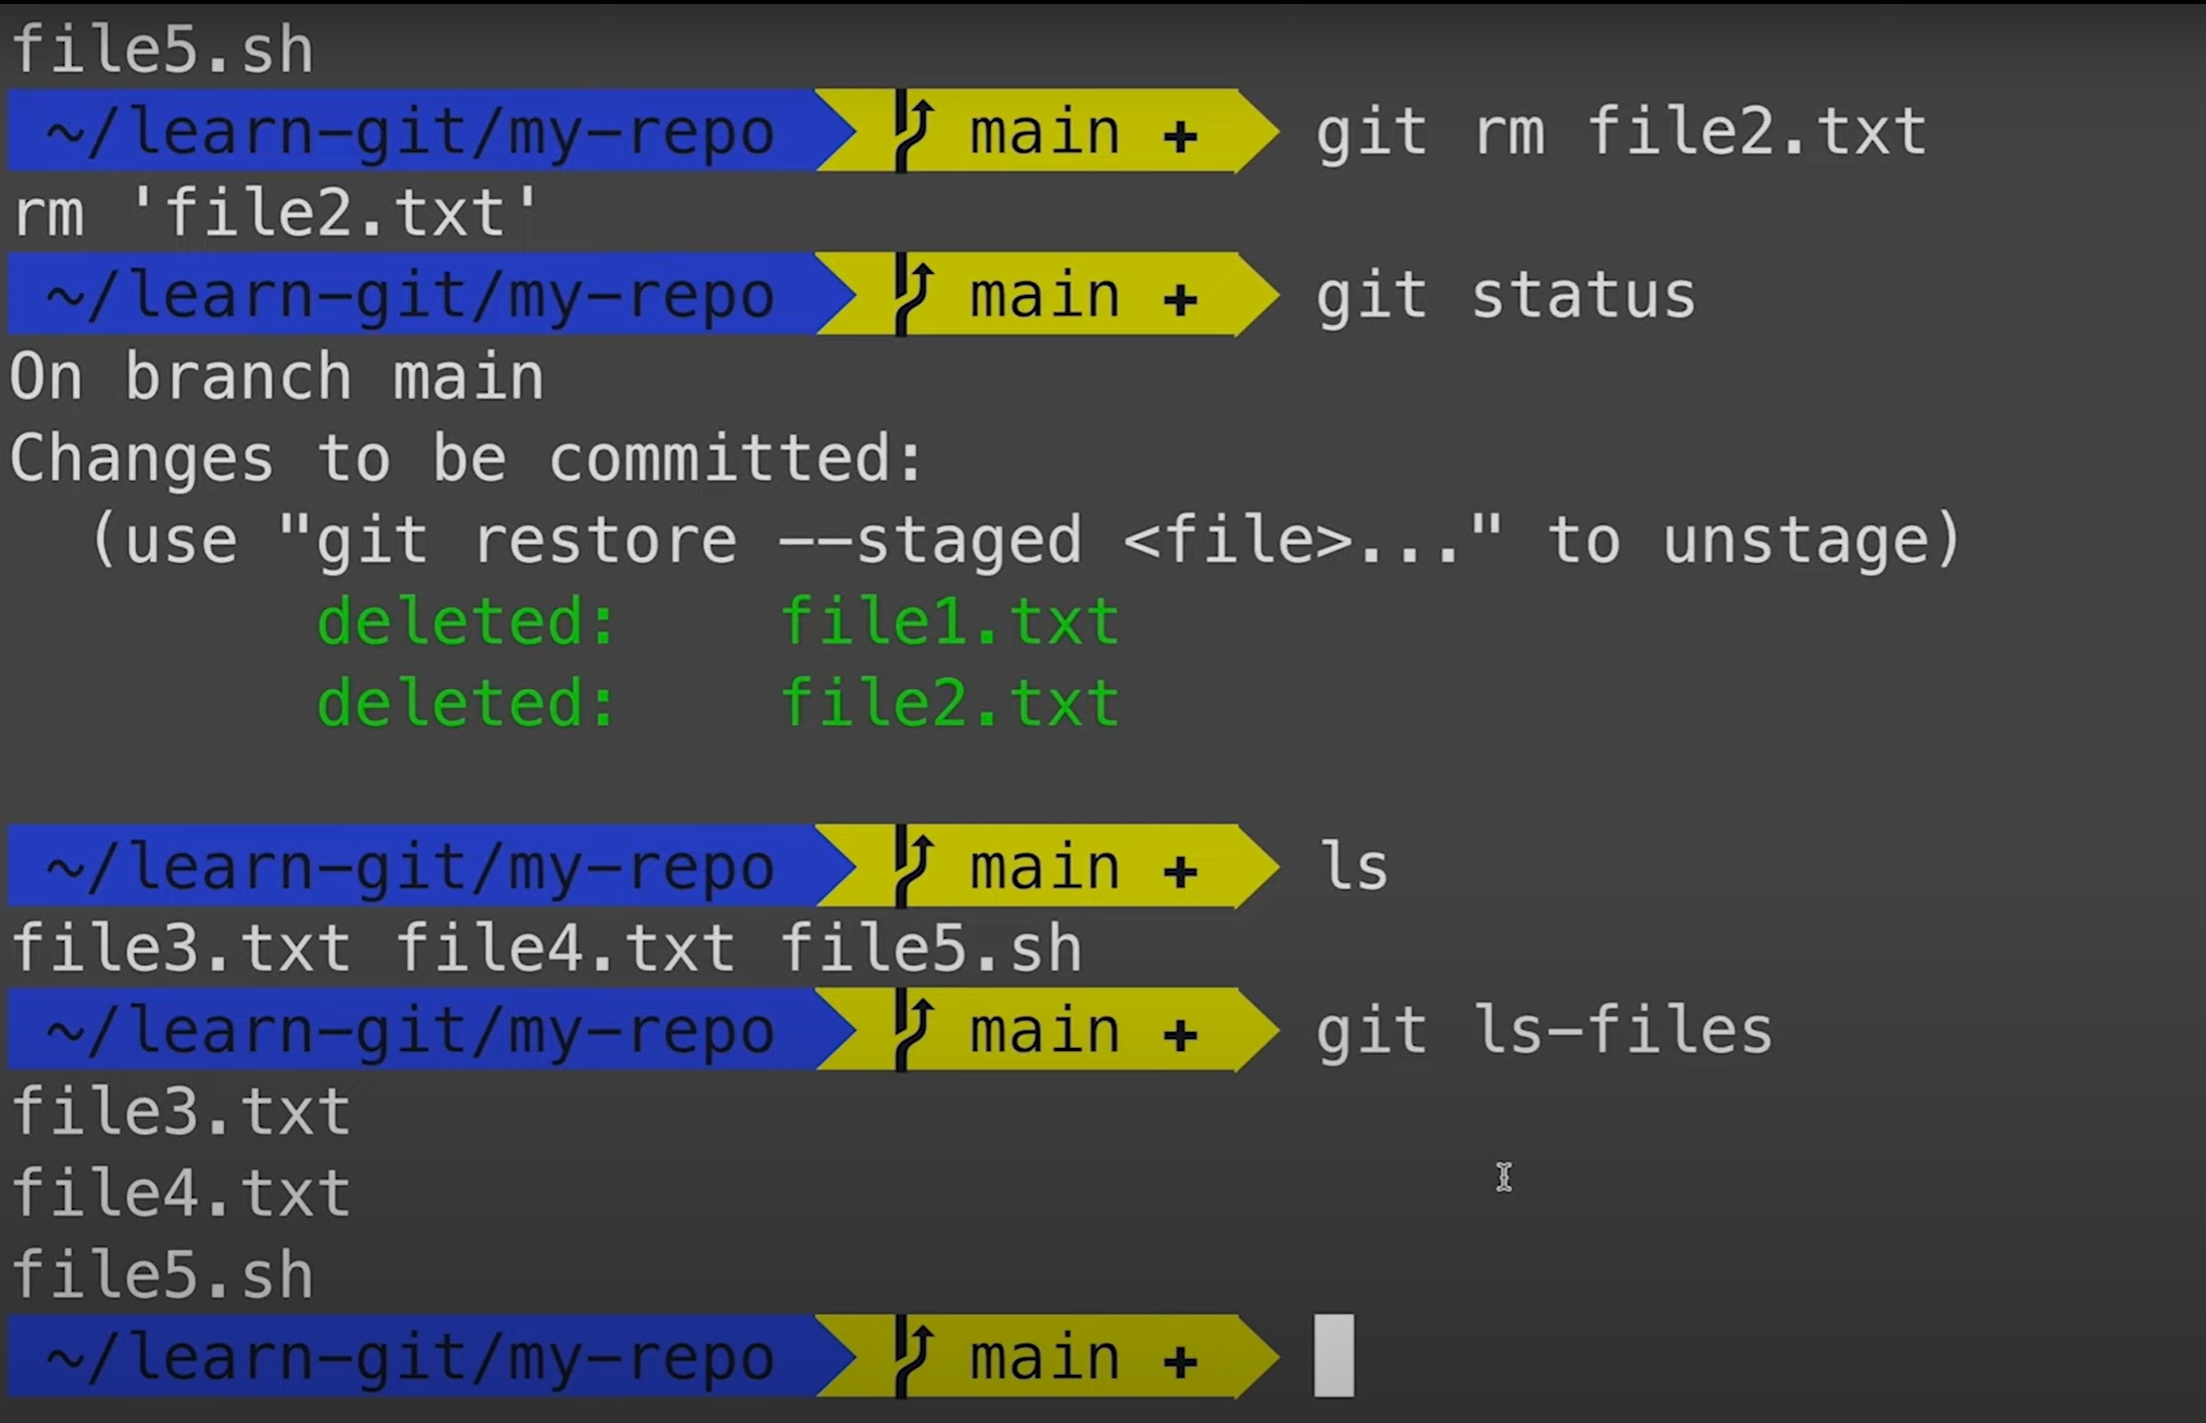 file5.sh
~/learn-git/my-repo main + git rm file2.txt
rm 'file2.txt'
~/learn-git/my-repo main + git status
On branch main
Changes to be committed:
(use "git restore --staged <file>..." to unstage)
deleted: file1.txt
deleted: file2.txt
~/learn-git/my-repo main + ls
file3.txt file4.txt file5.sh
~/learn-git/my-repo main + git ls-files
file3.txt
file4.txt
file5.sh
~/learn-git/my-repo main +